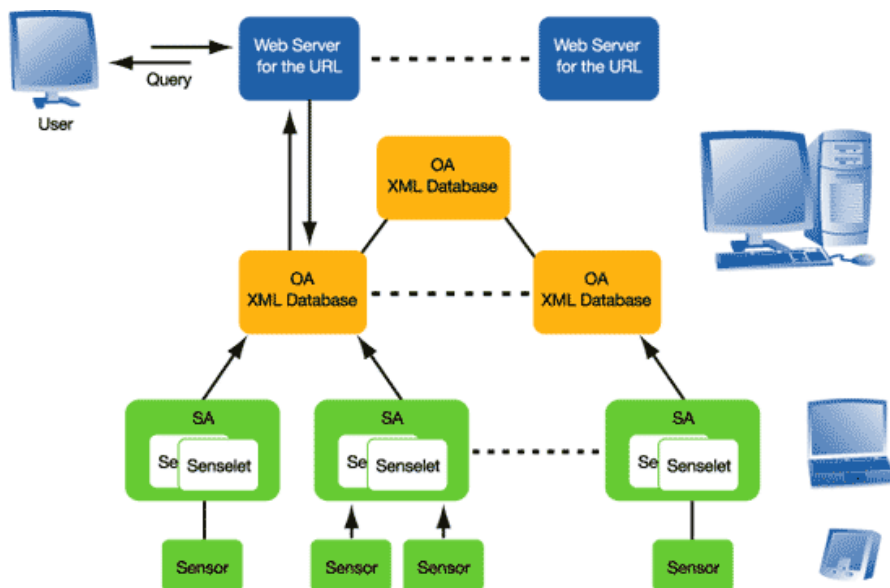 Web Server
for the URL
Web Server
for the URL
Query
User
OA
XML Database
OA
XML Database
OA
XML Database
SA
Se
Senselet
SA
Se
Senselet
SA
Se
Senselet
Sensor
Sensor
Sensor
Sensor